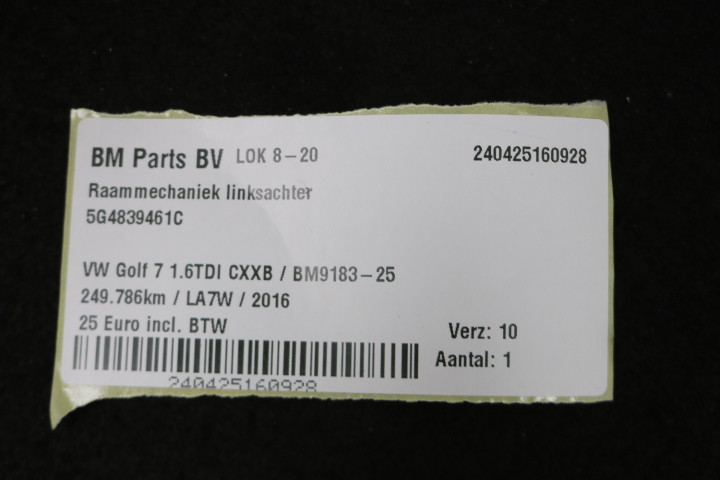 BM Parts BV LOK 8-20 240425160928
Raammechaniek linksachter
5G4839461C
VW Golf 7 1.6TDI CXXB / BM9183-25
249.786km / LA7W / 2016
25 Euro incl. BTW
Verz: 10
Aantal: 1
240425160928